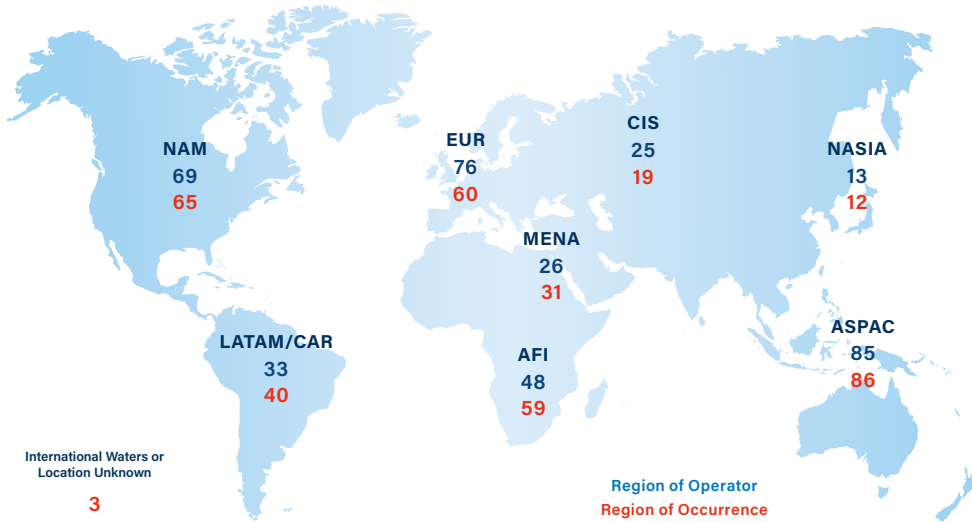 NAM
69
65
EUR
76
60
CIS
25
19
NASIA
13
12
MENA
26
31
LATAM/CAR
33
40
AFI
48
59
ASPAC
85
86
International Waters or
Location Unknown
3
Region of Operator
Region of Occurrence